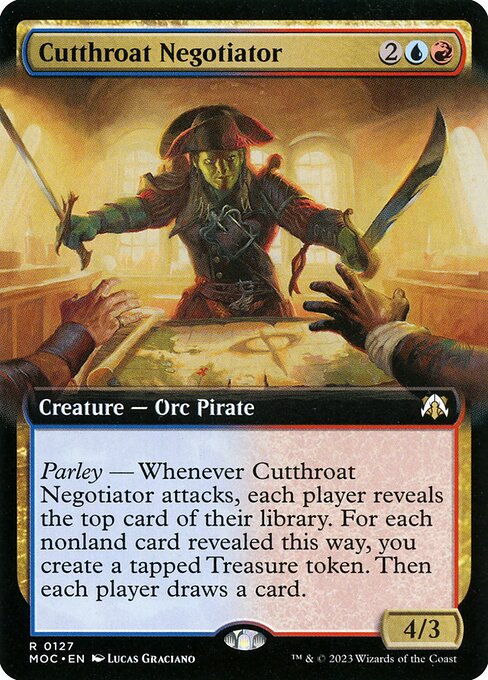 Cutthroat Negotiator 2
Creature — Orc Pirate
Parley — Whenever Cutthroat
Negotiator attacks, each player reveals
the top card of their library. For each
nonland card revealed this way, you
create a tapped Treasure token. Then
each player draws a card.
4/3
R 0127
MOC • EN Lucas Graciano
™ & © 2023 Wizards of the Coast